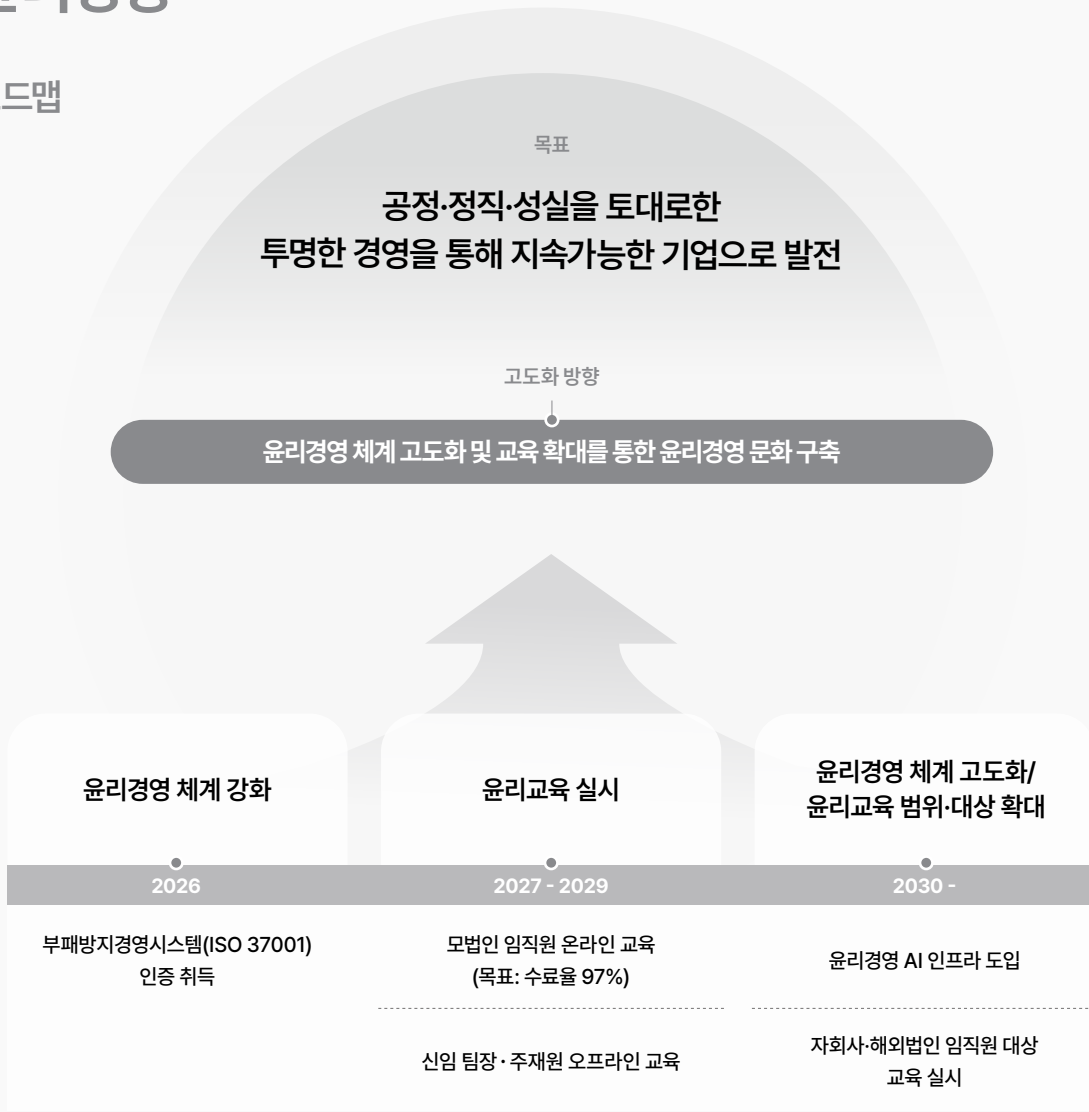 드맵
목표
공정·정직·성실을 토대로한
투명한 경영을 통해 지속가능한 기업으로 발전
고도화 방향
윤리경영 체계 고도화 및 교육 확대를 통한 윤리경영 문화 구축
윤리경영 체계 강화
윤리교육 실시
윤리경영 체계 고도화/
윤리교육 범위·대상 확대
2026
2027 - 2029
2030 -
부패방지경영시스템(ISO 37001)
인증 취득
모법인 임직원 온라인 교육
(목표: 수료율 97%)
신임 팀장 · 주재원 오프라인 교육
윤리경영 AI 인프라 도입
자회사·해외법인 임직원 대상
교육 실시